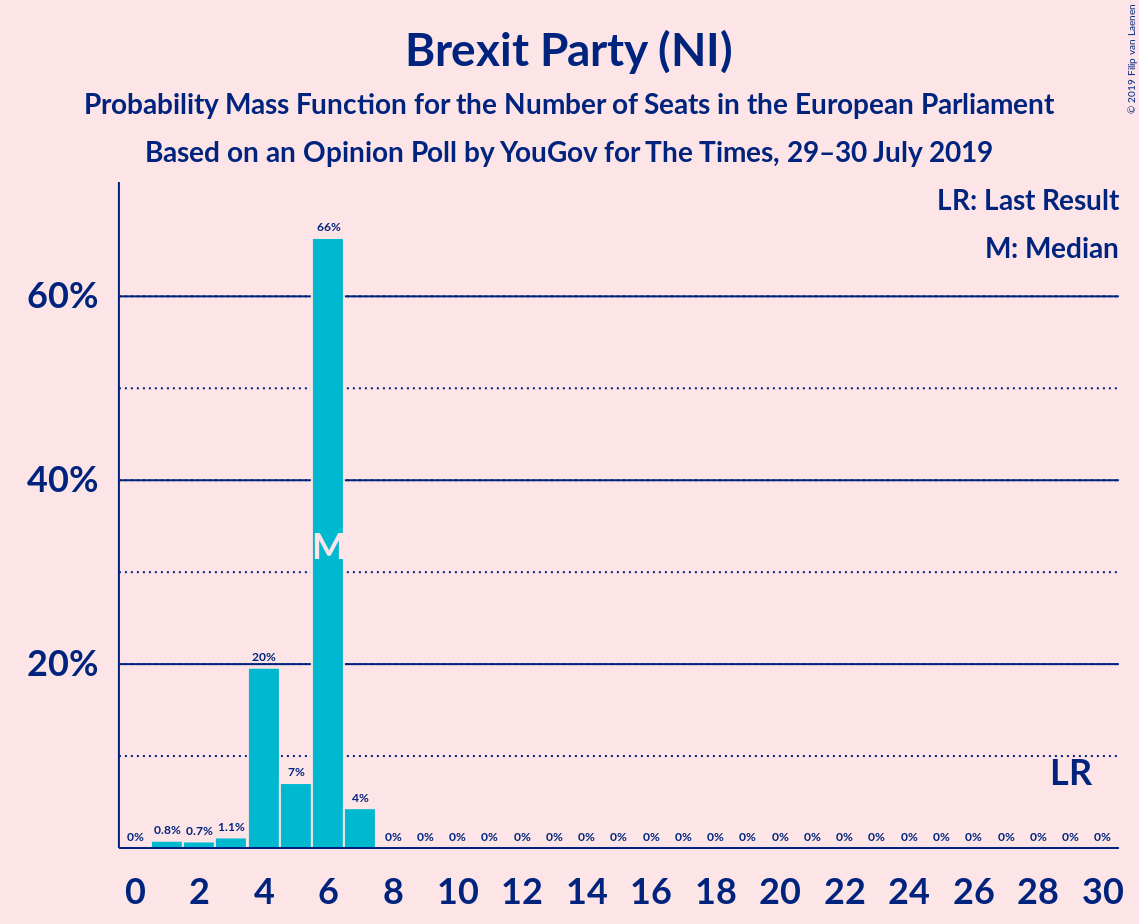 Brexit Party (NI)
Probability Mass Function for the Number of Seats in the European Parliament
Based on an Opinion Poll by YouGov for The Times, 29–30 July 2019
© 2019 Filip van Laenen
LR: Last Result
M: Median
60%
40%
20%
0% 0.8% 0.7% 1.1% 20% 7% 66% 4% 0% 0% 0% 0% 0% 0% 0% 0% 0% 0% 0% 0% 0% 0% 0% 0% 0% 0% 0% 0% 0% 0% 0%
M
LR
0 2 4 6 8 10 12 14 16 18 20 22 24 26 28 30